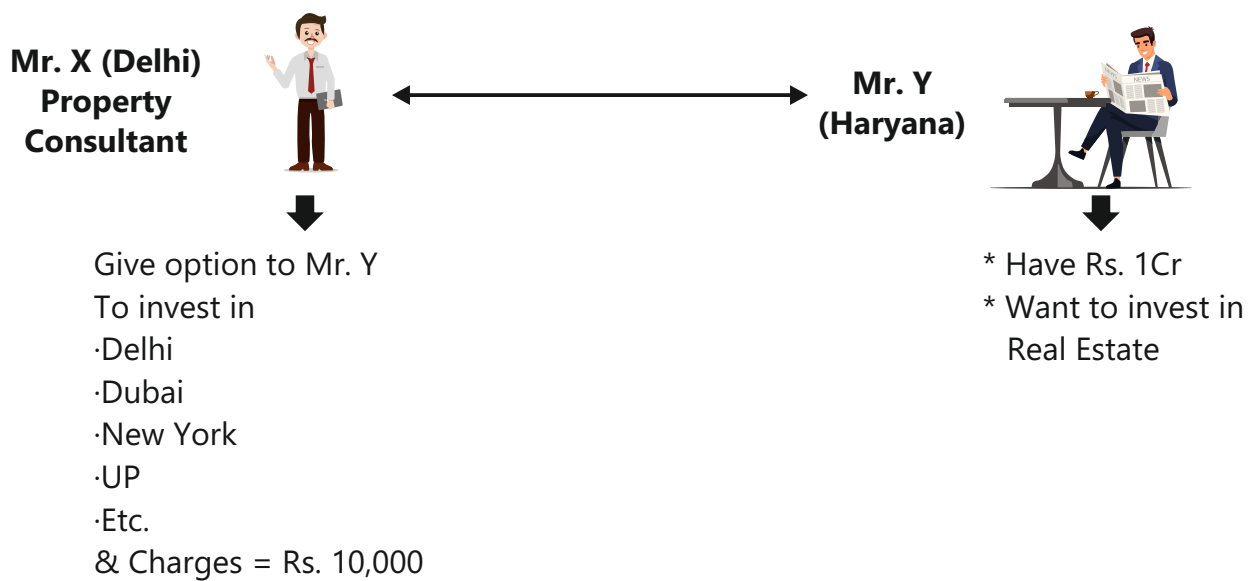 Mr. X (Delhi)
Property
Consultant
Mr. Y
(Haryana)
NEWS
Give option to Mr. Y
To invest in
·Delhi
·Dubai
·New York
·UP
·Etc.
& Charges = Rs. 10,000
* Have Rs. 1Cr
* Want to invest in
Real Estate